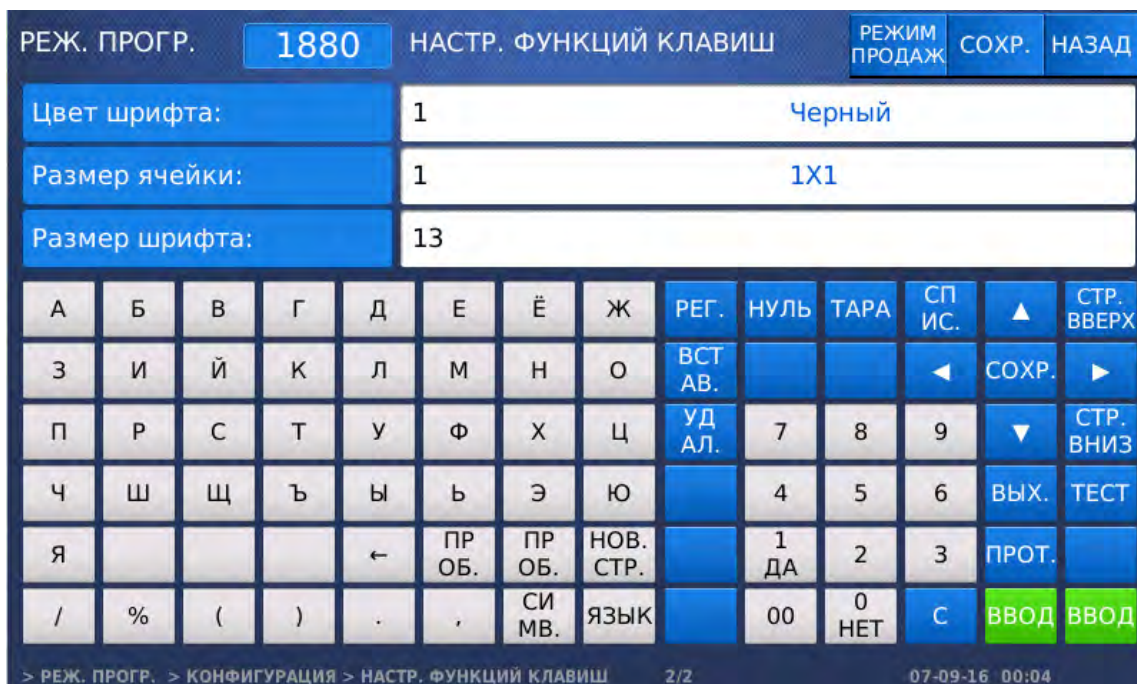 РЕЖ. ПРОГР. 1880 НАСТР. ФУНКЦИЙ КЛАВИШ РЕЖИМ ПРОДАЖ СОХР. НАЗАД
Цвет шрифта: 1 Черный
Размер ячейки: 1 1X1
Размер шрифта: 13
А Б В Г Д Е Ё Ж РЕГ. НУЛЬ ТАРА СП ИС. ▲ СТР. ВВЕРХ
З И Й К Л М Н О ВСТ АВ. ◀ СОХР. ▶
П Р С Т У Ф Х Ц УД АЛ. 7 8 9 ▼ СТР. ВНИЗ
Ч Ш Щ Ъ Ы Ь Э Ю 4 5 6 ВЫХ. ТЕСТ
Я ← ПР ОБ. ПР ОБ. НОВ. СТР. 1 ДА 2 3 ПРОТ.
/ % ( ) . , СИ МВ. ЯЗЫК 00 0 НЕТ C ВВОД ВВОД
> РЕЖ. ПРОГР. > КОНФИГУРАЦИЯ > НАСТР. ФУНКЦИЙ КЛАВИШ 2/2 07-09-16 00:04